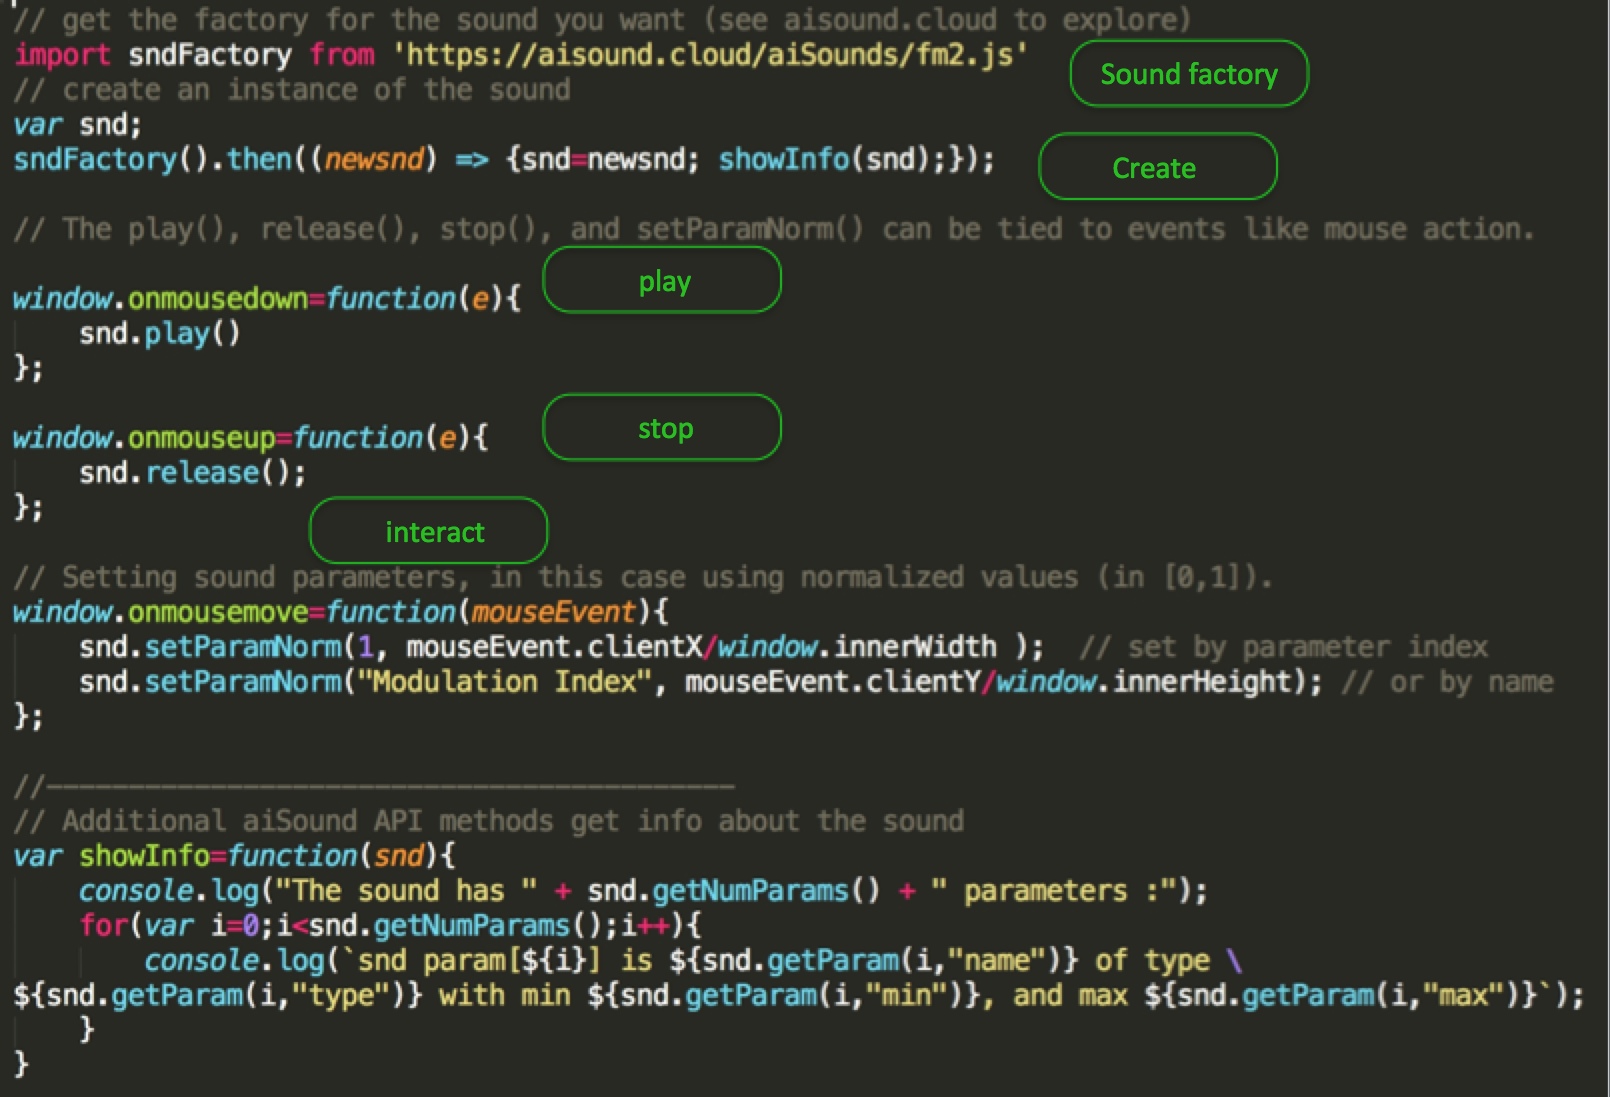 // get the factory for the sound you want (see aisound.cloud to explore)
import sndFactory from 'https://aisound.cloud/aiSounds/fm2.js'
Sound factory
// create an instance of the sound
var snd;
sndFactory().then((newsnd) => {snd=newsnd; showInfo(snd);});
Create
// The play(), release(), stop(), and setParamNorm() can be tied to events like mouse action.
play
window.onmousedown=function(e){
    snd.play()
};
stop
window.onmouseup=function(e){
    snd.release();
};
interact
// Setting sound parameters, in this case using normalized values (in [0,1]).
window.onmousemove=function(mouseEvent){
    snd.setParamNorm(1, mouseEvent.clientX/window.innerWidth );  // set by parameter index
    snd.setParamNorm("Modulation Index", mouseEvent.clientY/window.innerHeight); // or by name
};
//------------------------------------------
// Additional aiSound API methods get info about the sound
var showInfo=function(snd){
    console.log("The sound has " + snd.getNumParams() + " parameters :");
    for(var i=0;i<snd.getNumParams();i++){
        console.log(`snd param[${i}] is ${snd.getParam(i,"name")} of type \
${snd.getParam(i,"type")} with min ${snd.getParam(i,"min")}, and max ${snd.getParam(i,"max")}`);
    }
}